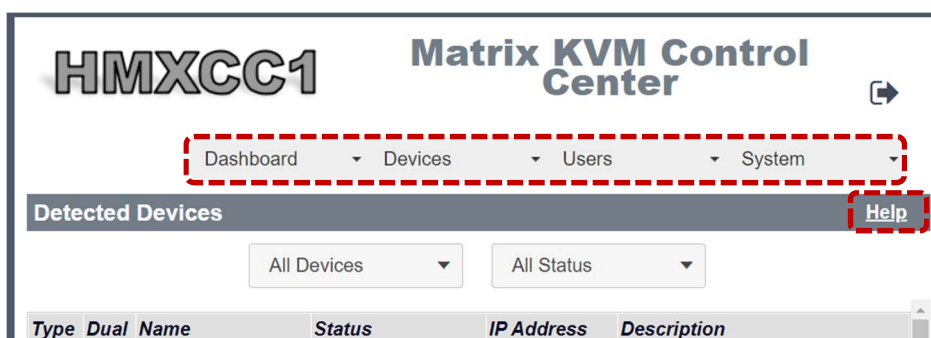 HMXCC1
Matrix KVM Control
Center
Dashboard Devices Users System
Detected Devices Help
All Devices All Status
Type Dual Name Status IP Address Description